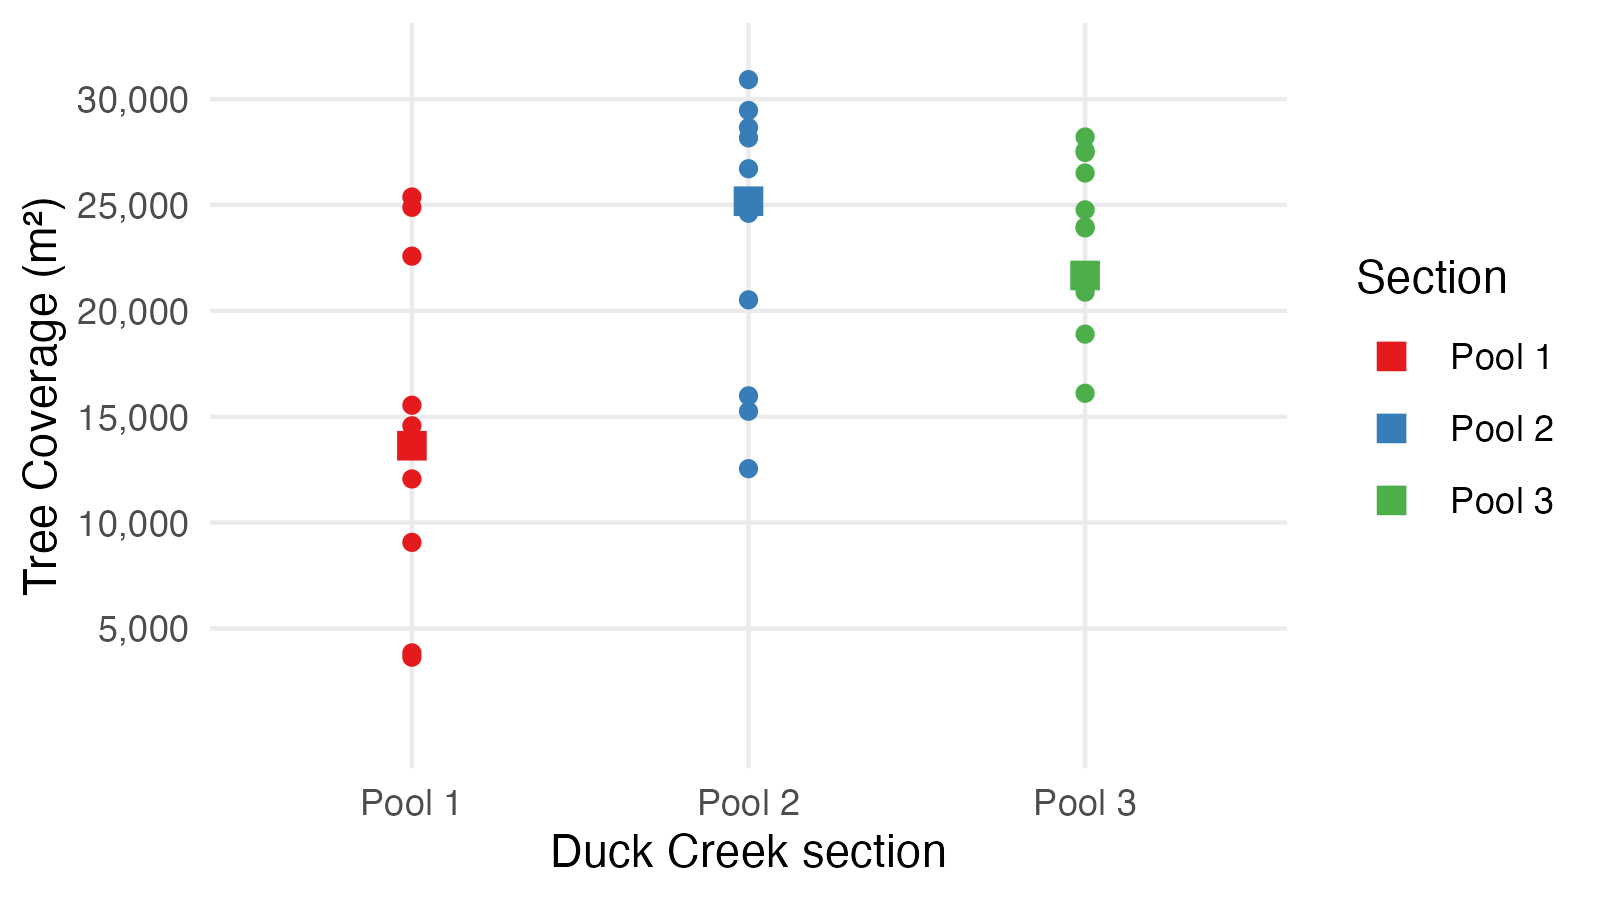 Tree Coverage (m²)
30,000
25,000
20,000
15,000
10,000
5,000
Pool 1
Pool 2
Pool 3
Duck Creek section
Section
Pool 1
Pool 2
Pool 3